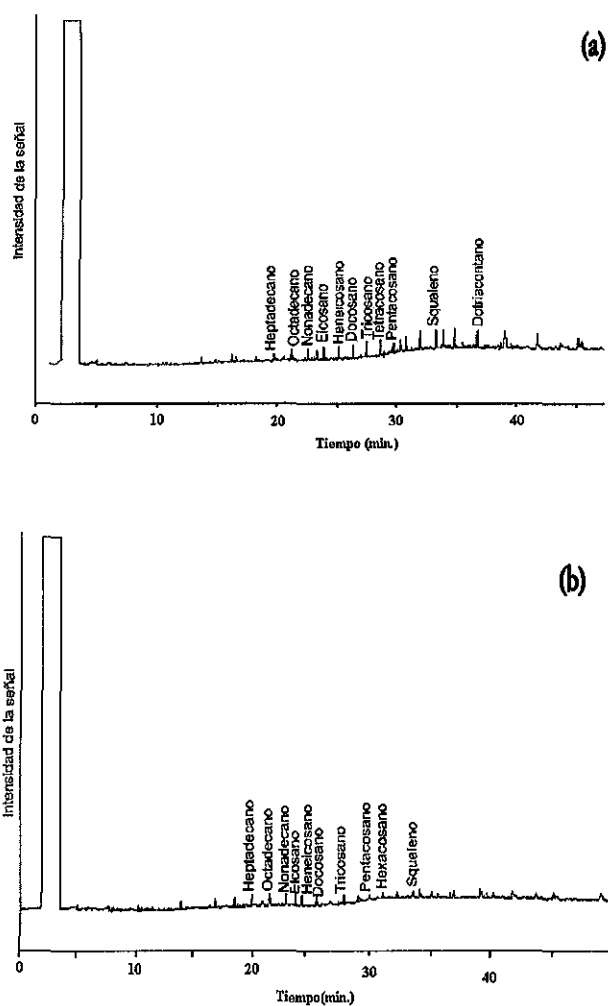 (a)
Intensidad de la señal
Heptadecano
Octadecano
Nonadecano
Eicosano
Heneicosano
Docosano
Tricosano
Tetracosano
Pentacosano
Squaleno
Dotriacontano
0 10 20 30 40
Tiempo (min.)
(b)
Intensidad de la señal
Heptadecano
Octadecano
Nonadecano
Eicosano
Heneicosano
Docosano
Tricosano
Pentacosano
Hexacosano
Squaleno
0 10 20 30 40
Tiempo(min.)